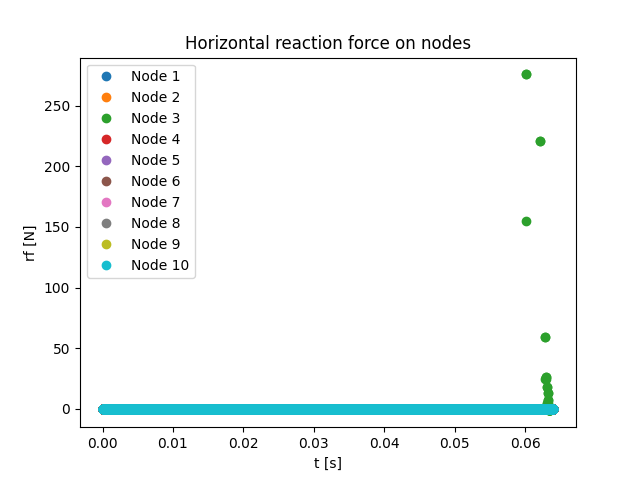 Horizontal reaction force on nodes
rf [N]
250
200
150
100
50
0
Node 1
Node 2
Node 3
Node 4
Node 5
Node 6
Node 7
Node 8
Node 9
Node 10
0.00 0.01 0.02 0.03 0.04 0.05 0.06
t [s]